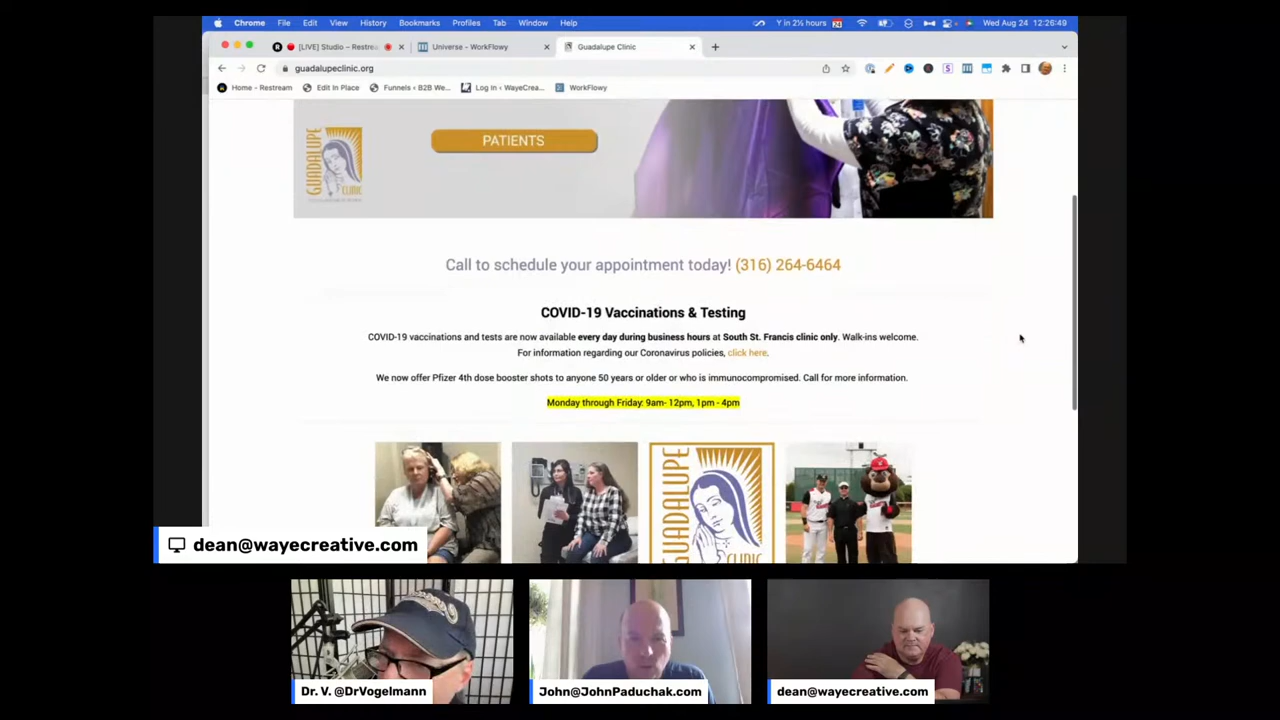 Chrome File Edit View History Bookmarks Profiles Tab Window Help Y in 2½ hours 24 Wed Aug 24 12:26:49
[LIVE] Studio – Restrea Universe - WorkFlowy Guadalupe Clinic
guadalupeclinic.org
Home - Restream Edit In Place Funnels ‹ B2B We... Log In ‹ WayeCrea... WorkFlowy
GUADALUPE CLINIC
PATIENTS
Call to schedule your appointment today! (316) 264-6464
COVID-19 Vaccinations & Testing
COVID-19 vaccinations and tests are now available every day during business hours at South St. Francis clinic only. Walk-ins welcome.
For information regarding our Coronavirus policies, click here.
We now offer Pfizer 4th dose booster shots to anyone 50 years or older or who is immunocompromised. Call for more information.
Monday through Friday: 9am- 12pm, 1pm - 4pm
GUADALUPE CLINIC
dean@wayecreative.com
Dr. V. @DrVogelmann
John@JohnPaduchak.com
dean@wayecreative.com